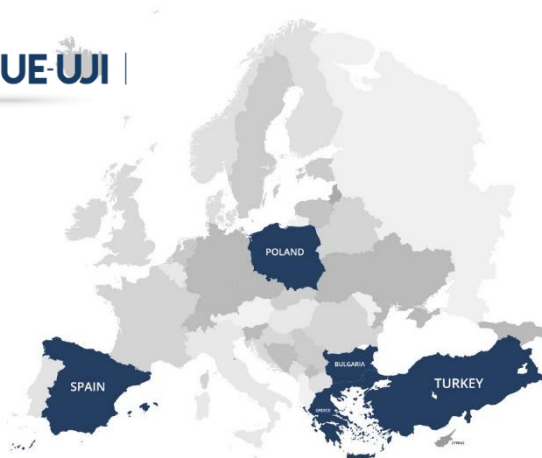 UE-UJI
POLAND
BULGARIA
SPAIN
TURKEY
GREECE
CYPRUS